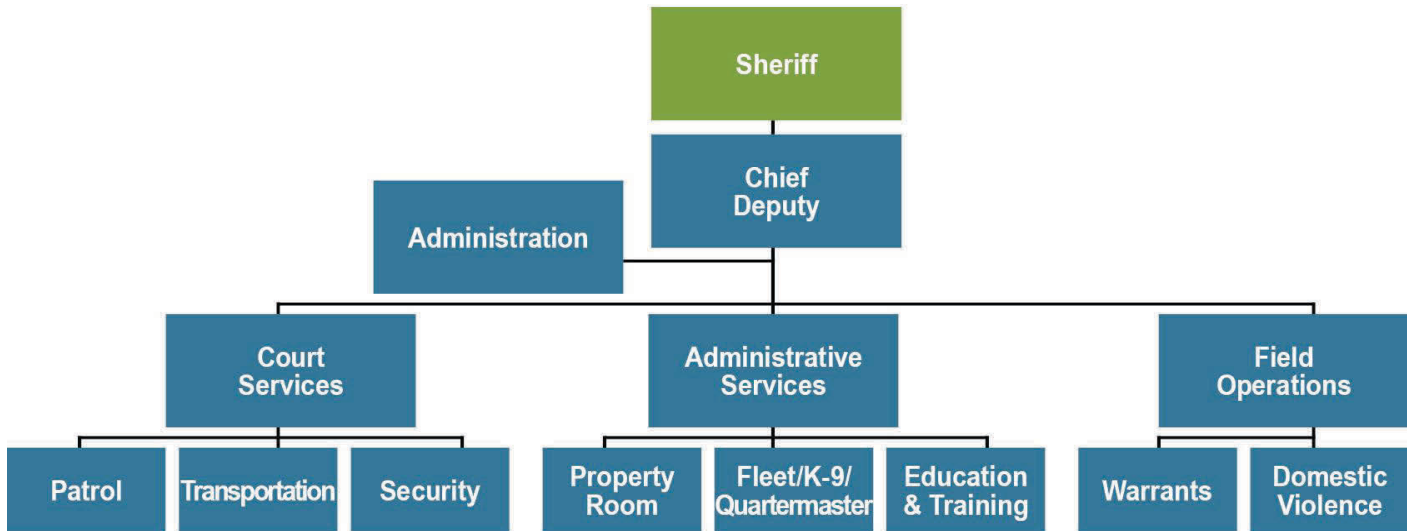 Sheriff
Chief
Deputy
Administration
Court
Services
Administrative
Services
Field
Operations
Patrol
Transportation
Security
Property
Room
Fleet/K-9/
Quartermaster
Education
& Training
Warrants
Domestic
Violence